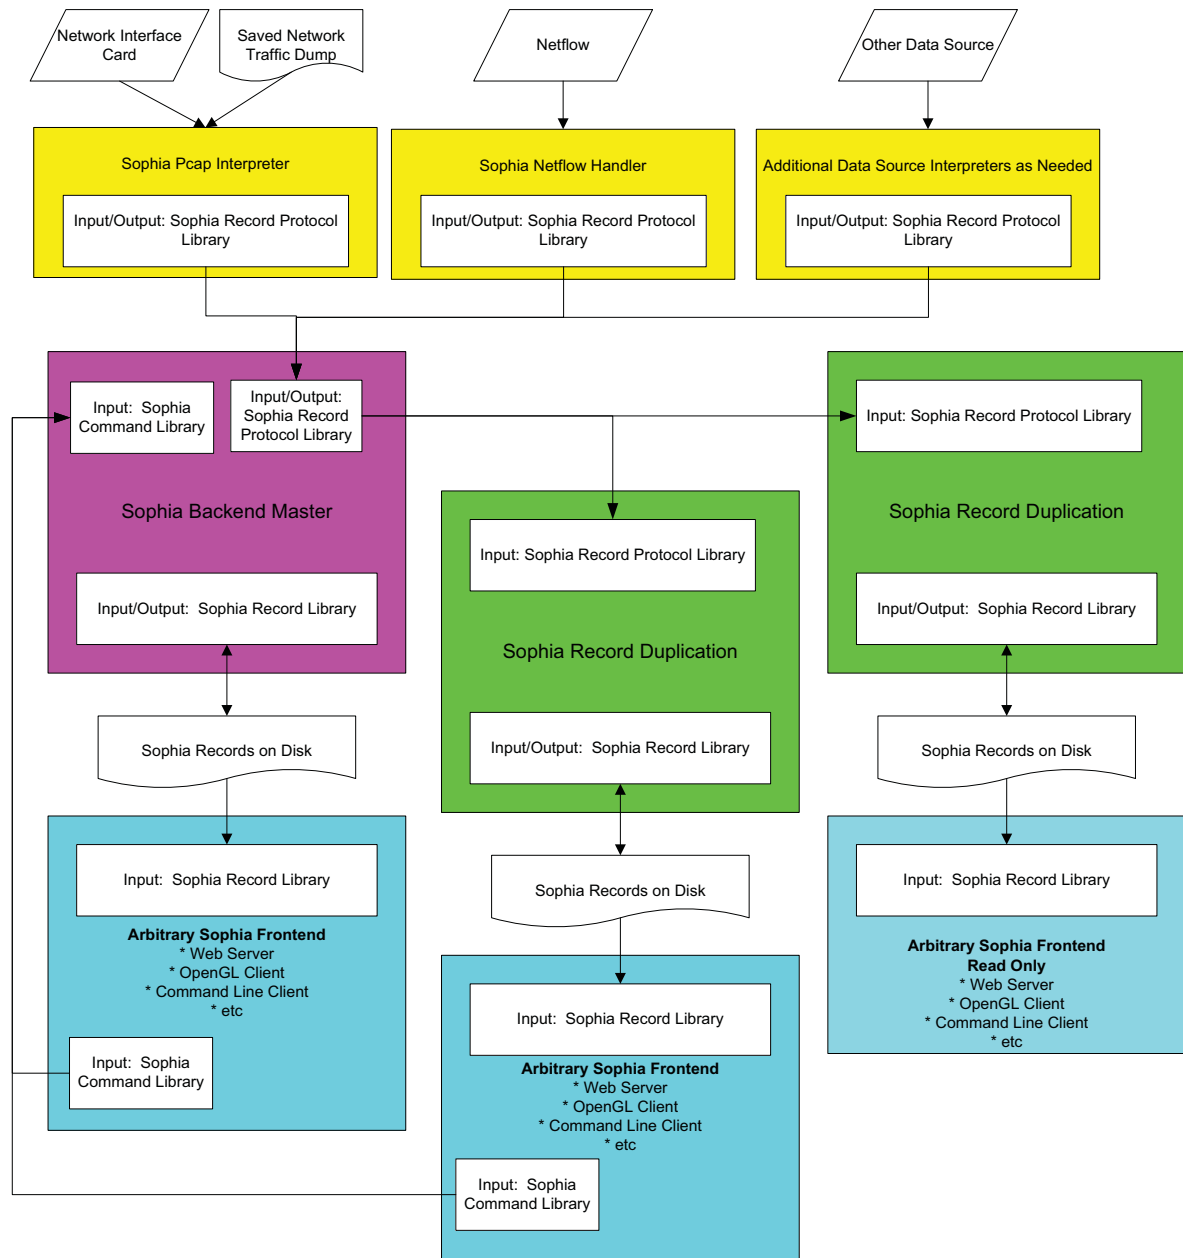 Network Interface
Card
Saved Network
Traffic Dump
Netflow
Other Data Source
Sophia Pcap Interpreter
Input/Output: Sophia Record Protocol
Library
Sophia Netflow Handler
Input/Output: Sophia Record Protocol
Library
Additional Data Source Interpreters as Needed
Input/Output: Sophia Record Protocol
Library
Input:  Sophia
Command Library
Input/Output:
Sophia Record
Protocol Library
Sophia Backend Master
Input/Output:  Sophia Record Library
Input: Sophia Record Protocol Library
Sophia Record Duplication
Input/Output:  Sophia Record Library
Input: Sophia Record Protocol Library
Sophia Record Duplication
Input/Output:  Sophia Record Library
Sophia Records on Disk
Sophia Records on Disk
Sophia Records on Disk
Input:  Sophia Record Library
Arbitrary Sophia Frontend
* Web Server
* OpenGL Client
* Command Line Client
* etc
Input:  Sophia
Command Library
Input:  Sophia Record Library
Arbitrary Sophia Frontend
* Web Server
* OpenGL Client
* Command Line Client
* etc
Input:  Sophia
Command Library
Input:  Sophia Record Library
Arbitrary Sophia Frontend
Read Only
* Web Server
* OpenGL Client
* Command Line Client
* etc